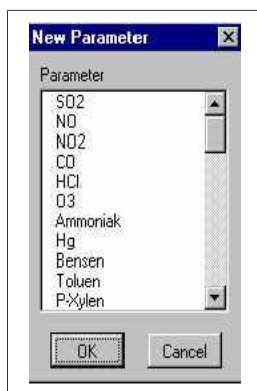 New Parameter
Parameter
SO2
NO
NO2
CO
HCl
O3
Ammoniak
Hg
Bensen
Toluen
P-Xylen
OK
Cancel